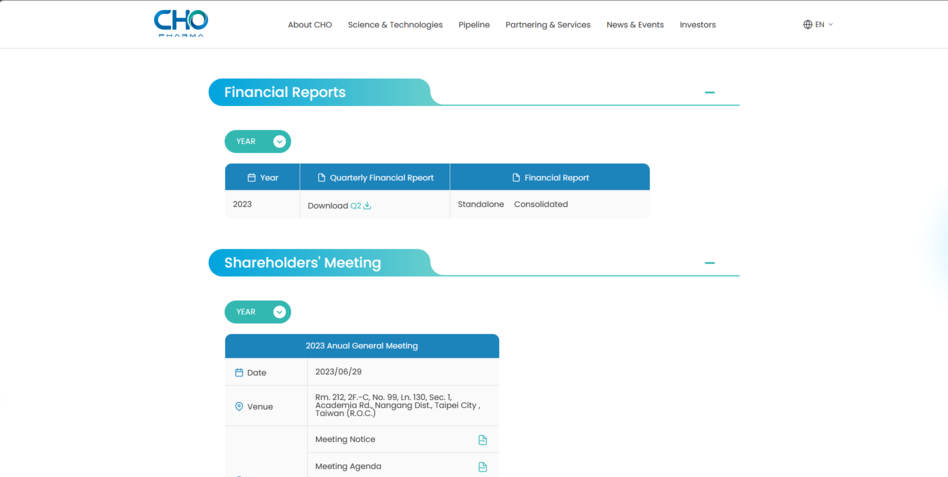 CHO
PHARMA
About CHO Science & Technologies Pipeline Partnering & Services News & Events Investors EN
Financial Reports
YEAR
Year Quarterly Financial Rpeort Financial Report
2023 Download Q2 Standalone Consolidated
Shareholders' Meeting
YEAR
2023 Anual General Meeting
Date 2023/06/29
Venue
Rm. 212, 2F.-C, No. 99, Ln. 130, Sec. 1,
Academia Rd., Nangang Dist., Taipei City ,
Taiwan (R.O.C.)
Meeting Notice
Meeting Agenda